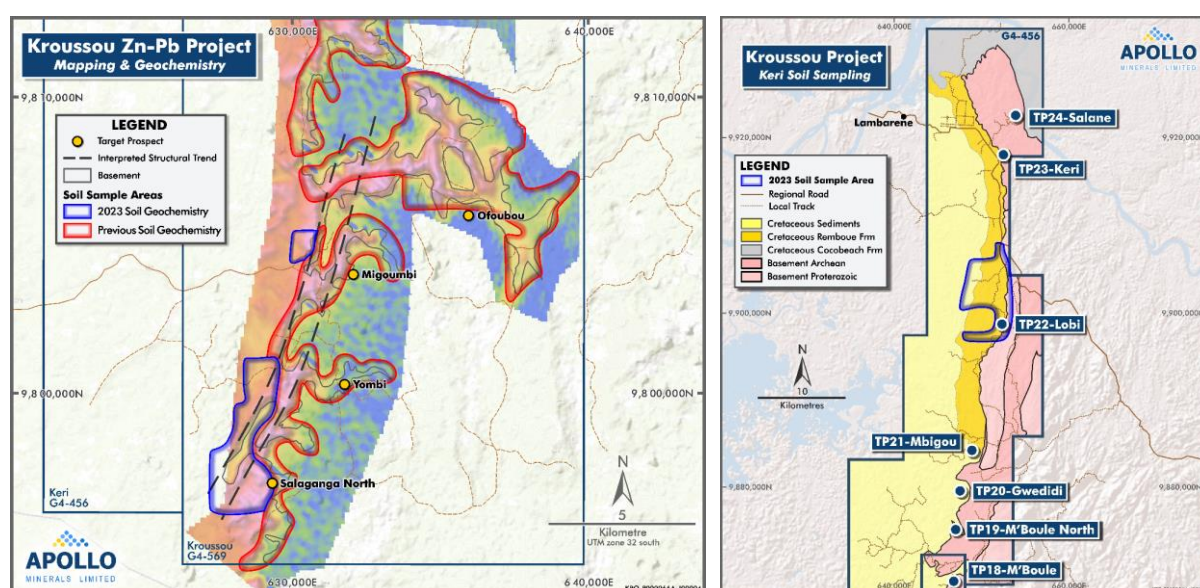 Kroussou Zn-Pb Project
Mapping & Geochemistry
630,000E
640,000E
9,810,000N
9,810,000N
LEGEND
Target Prospect
Interpreted Structural Trend
Basement
Soil Sample Areas
2023 Soil Geochemistry
Previous Soil Geochemistry
Ofoubou
Migoumbi
9,800,000N
9,800,000N
Yombi
Salaganga North
Keri
G4-456
Kroussou
G4-569
N
5
Kilometre
UTM zone 32 south
APOLLO
MINERALS LIMITED
630,000E
640,000E
640,000E
660,000E
G4-456
Kroussou Project
Keri Soil Sampling
APOLLO
MINERALS LIMITED
Lambarene
TP24-Salane
9,920,000N
9,920,000N
TP23-Keri
LEGEND
2023 Soil Sample Area
Regional Road
Local Track
Cretaceous Sediments
Cretaceous Remboue Frm
Cretaceous Cocobeach Frm
Basement Archean
Basement Proterazoic
9,900,000N
9,900,000N
TP22-Lobi
N
10
Kilometres
TP21-Mbigou
9,880,000N
9,880,000N
TP20-Gwedidi
TP19-M'Boule North
TP18-M'Boule
640,000E
660,000E